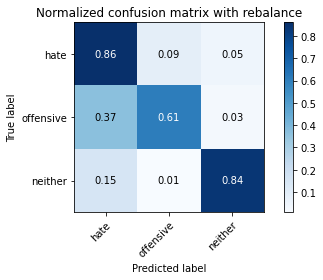 Normalized confusion matrix with rebalance
True label
hate
0.86 0.09 0.05
offensive
0.37 0.61 0.03
neither
0.15 0.01 0.84
hate
offensive
neither
Predicted label
0.8
0.7
0.6
0.5
0.4
0.3
0.2
0.1